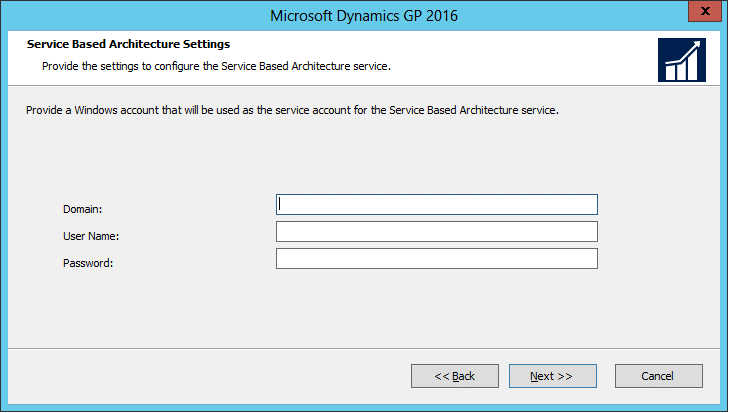 Microsoft Dynamics GP 2016
x
Service Based Architecture Settings
Provide the settings to configure the Service Based Architecture service.
Provide a Windows account that will be used as the service account for the Service Based Architecture service.
Domain:
User Name:
Password:
<< Back
Next >>
Cancel